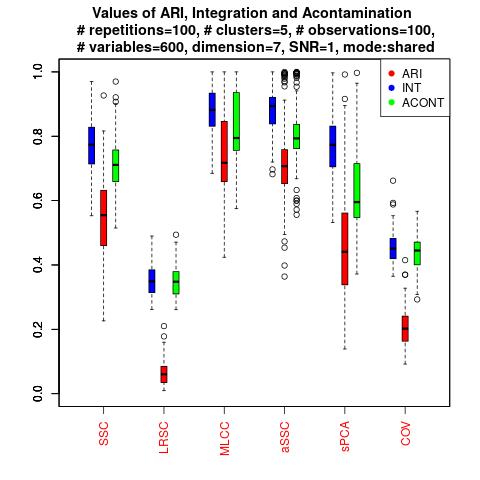 Values of ARI, Integration and Acontamination
# repetitions=100, # clusters=5, # observations=100,
# variables=600, dimension=7, SNR=1, mode:shared
ARI
INT
ACONT
1.0
0.8
0.6
0.4
0.2
0.0
SSC
LRSC
MLCC
aSSC
sPCA
COV